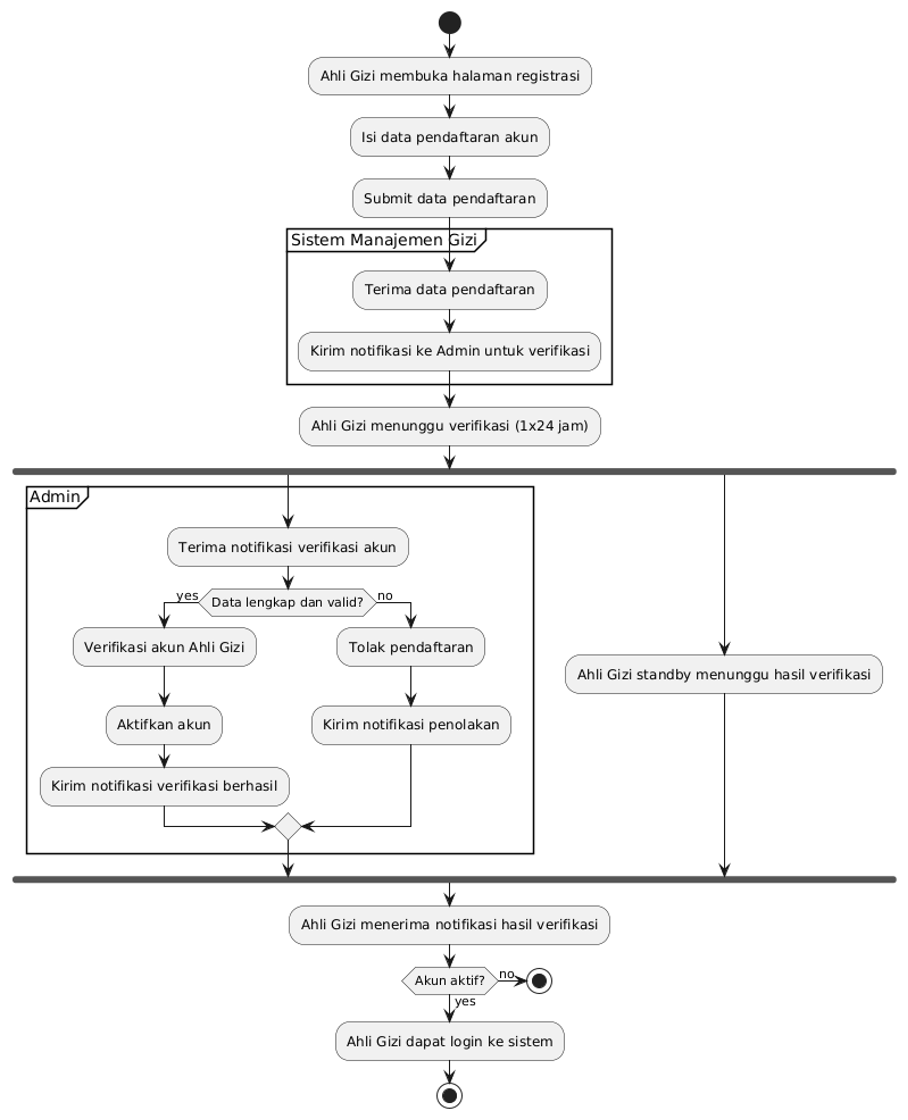 Ahli Gizi membuka halaman registrasi
Isi data pendaftaran akun
Submit data pendaftaran
Sistem Manajemen Gizi
Terima data pendaftaran
Kirim notifikasi ke Admin untuk verifikasi
Ahli Gizi menunggu verifikasi (1x24 jam)
Admin
Terima notifikasi verifikasi akun
yes
Data lengkap dan valid?
no
Verifikasi akun Ahli Gizi
Aktifkan akun
Kirim notifikasi verifikasi berhasil
Tolak pendaftaran
Kirim notifikasi penolakan
Ahli Gizi standby menunggu hasil verifikasi
Ahli Gizi menerima notifikasi hasil verifikasi
Akun aktif?
no
yes
Ahli Gizi dapat login ke sistem